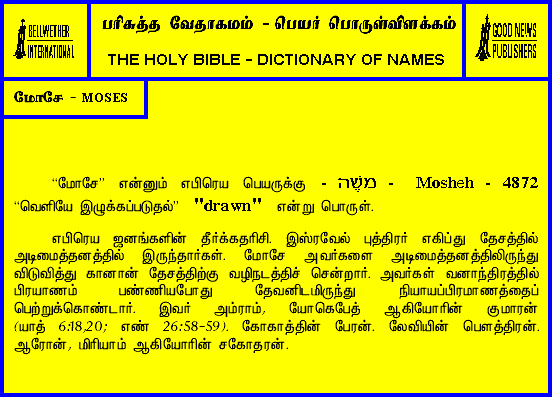 BELLWETHER
INTERNATIONAL
பரிசுத்த வேதாகமம் - பெயர் பொருள்விளக்கம்
THE HOLY BIBLE - DICTIONARY OF NAMES
GOOD NEWS
PUBLISHERS
மோசே - MOSES
“மோசே” என்னும் எபிரெய பெயருக்கு - מֹשֶׁה - Mosheh - 4872
“வெளியே இழுக்கப்படுதல்” "drawn" என்று பொருள்.
எபிரெய ஜனங்களின் தீர்க்கதரிசி. இஸ்ரவேல் புத்திரர் எகிப்து தேசத்தில்
அடிமைத்தனத்தில் இருந்தார்கள். மோசே அவர்களை அடிமைத்தனத்திலிருந்து
விடுவித்து கானான் தேசத்திற்கு வழிநடத்திச் சென்றார். அவர்கள் வனாந்திரத்தில்
பிரயாணம் பண்ணியபோது தேவனிடமிருந்து நியாயப்பிரமாணத்தைப்
பெற்றுக்கொண்டார். இவர் அம்ராம், யோகெபேத் ஆகியோரின் குமாரன்
(யாத் 6:18,20; எண் 26:58-59). கோகாத்தின் பேரன். லேவியின் பௌத்திரன்.
ஆரோன், மிரியாம் ஆகியோரின் சகோதரன்.